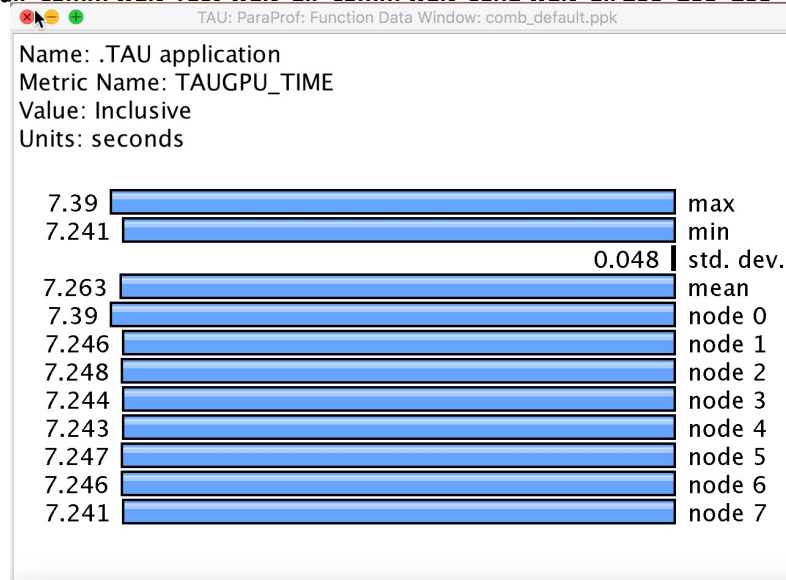 TAU: ParaProf: Function Data Window: comb_default.ppk
Name: .TAU application
Metric Name: TAUGPU_TIME
Value: Inclusive
Units: seconds
7.39 max
7.241 min
0.048 std. dev.
7.263 mean
7.39 node 0
7.246 node 1
7.248 node 2
7.244 node 3
7.243 node 4
7.247 node 5
7.246 node 6
7.241 node 7